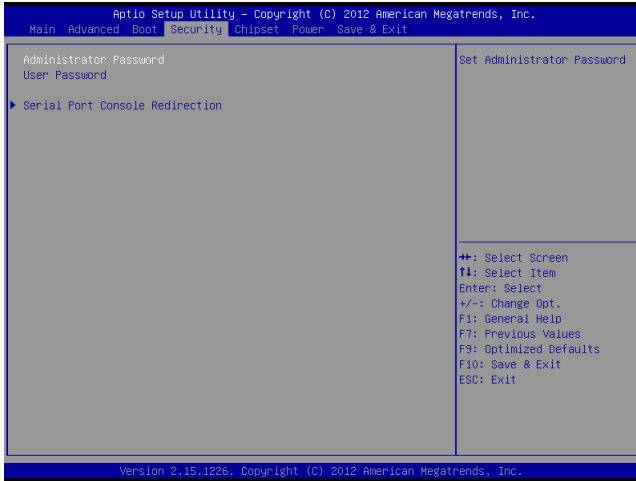 Aptio Setup Utility – Copyright (C) 2012 American Megatrends, Inc.
Main Advanced Boot Security Chipset Power Save & Exit
Administrator Password
User Password
▶ Serial Port Console Redirection
Set Administrator Password
→←: Select Screen
↑↓: Select Item
Enter: Select
+/-: Change Opt.
F1: General Help
F7: Previous Values
F9: Optimized Defaults
F10: Save & Exit
ESC: Exit
Version 2.15.1226. Copyright (C) 2012 American Megatrends, Inc.